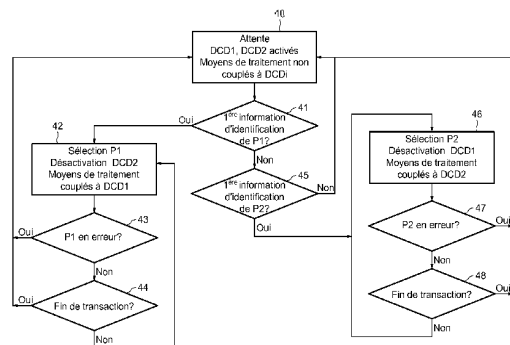 40
Attente
DCD1, DCD2 activés
Moyens de traitement non
couplés à DCDi
41
1ère information
d'identification
de P1?
Oui
Non
42
Sélection P1
Désactivation DCD2
Moyens de traitement
couplés à DCD1
45
1ère information
d'identification
de P2?
Non
Oui
46
Sélection P2
Désactivation DCD1
Moyens de traitement
couplés à DCD2
43
P1 en erreur?
Oui
Non
44
Fin de transaction?
Oui
Non
47
P2 en erreur?
Oui
Non
48
Fin de transaction?
Oui
Non